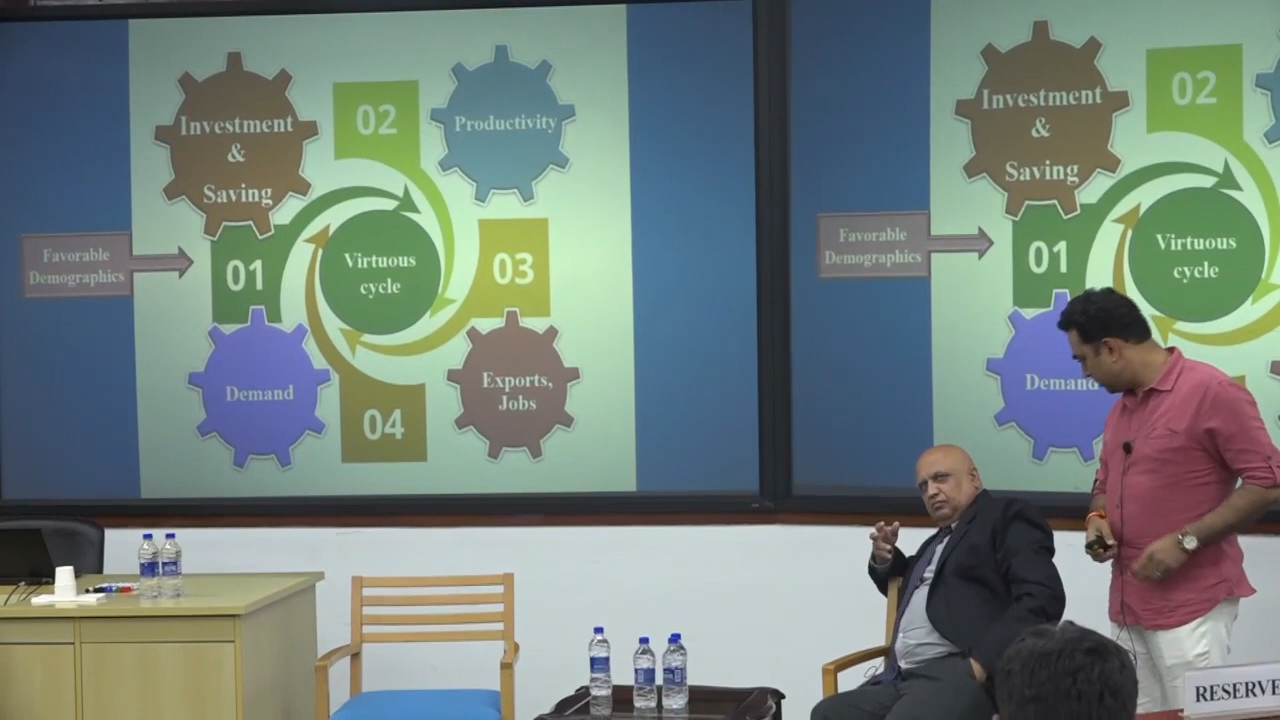 Investment
&
Saving
02
Productivity
Favorable
Demographics
01
Virtuous
cycle
03
Demand
04
Exports,
Jobs
Investment
&
Saving
02
Favorable
Demographics
01
Virtuous
cycle
Demand
RESERVE